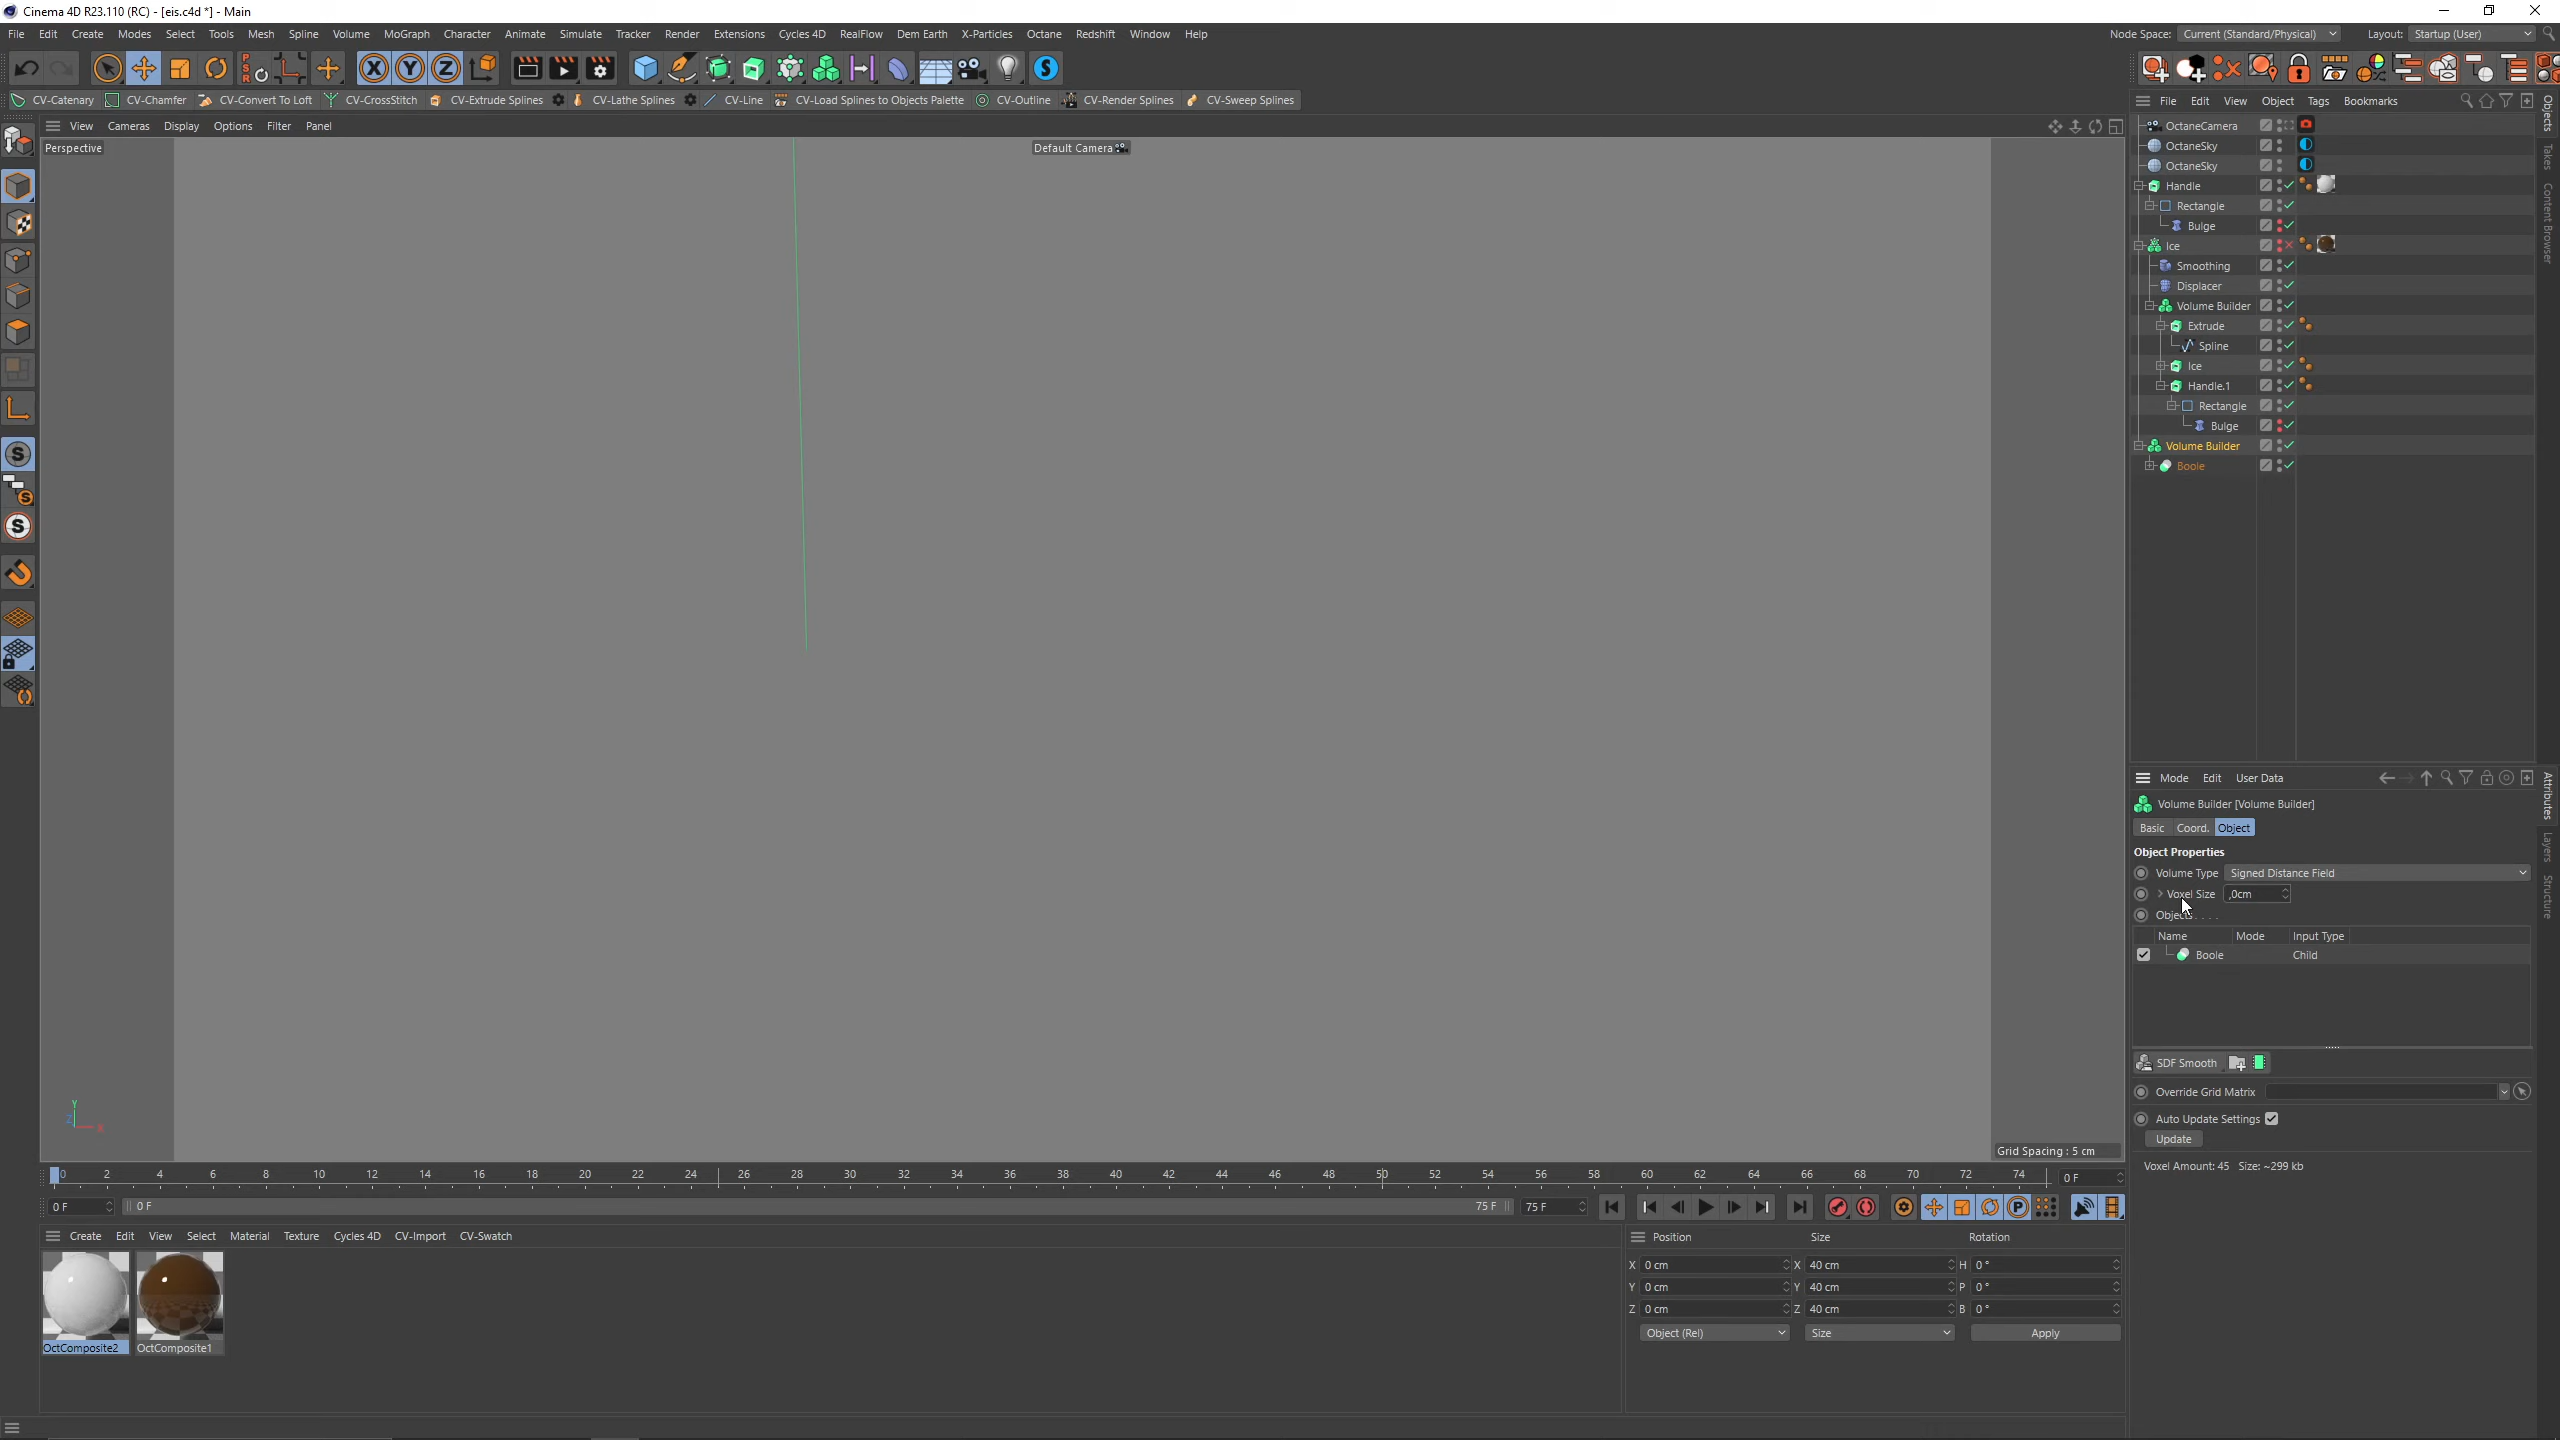 Cinema 4D R23.110 (RC) - [eis.c4d *] - Main
File Edit Create Modes Select Tools Mesh Spline Volume MoGraph Character Animate Simulate Tracker Render Extensions Cycles 4D RealFlow Dem Earth X-Particles Octane Redshift Window Help
Node Space: Current (Standard/Physical) Layout: Startup (User)
CV-Catenary CV-Chamfer CV-Convert To Loft CV-CrossStitch CV-Extrude Splines CV-Lathe Splines CV-Line CV-Load Splines to Objects Palette CV-Outline CV-Render Splines CV-Sweep Splines
View Cameras Display Options Filter Panel
Perspective
Default Camera
Grid Spacing : 5 cm
File Edit View Object Tags Bookmarks
OctaneCamera
OctaneSky
OctaneSky
Handle
Rectangle
Bulge
Ice
Smoothing
Displacer
Volume Builder
Extrude
Spline
Ice
Handle.1
Rectangle
Bulge
Volume Builder
Boole
Objects
Takes
Content Browser
Mode Edit User Data
Volume Builder [Volume Builder]
Basic Coord. Object
Object Properties
Volume Type Signed Distance Field
Voxel Size ,0cm
Objects . . . .
Name Mode Input Type
Boole Child
SDF Smooth
Override Grid Matrix
Auto Update Settings
Update
Voxel Amount: 45 Size: ~299 kb
Attributes
Layers
Structure
0 2 4 6 8 10 12 14 16 18 20 22 24 26 28 30 32 34 36 38 40 42 44 46 48 50 52 54 56 58 60 62 64 66 68 70 72 74 0 F
0 F 0 F 75 F 75 F
Create Edit View Select Material Texture Cycles 4D CV-Import CV-Swatch
OctComposite2 OctComposite1
Position Size Rotation
X 0 cm X 40 cm H 0 °
Y 0 cm Y 40 cm P 0 °
Z 0 cm Z 40 cm B 0 °
Object (Rel) Size Apply